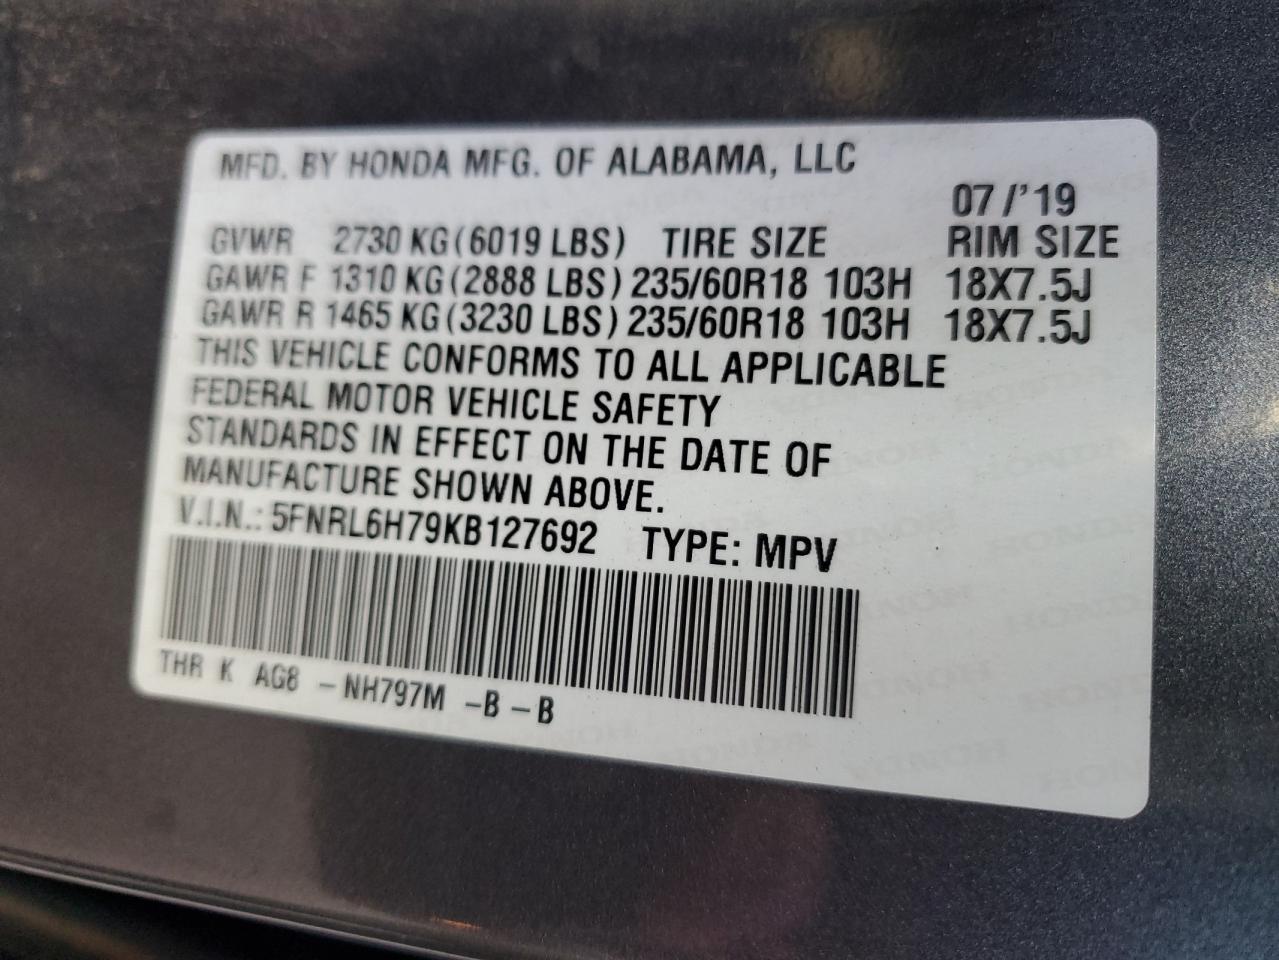 MFD. BY HONDA MFG. OF ALABAMA, LLC
07/'19
GVWR 2730 KG (6019 LBS) TIRE SIZE RIM SIZE
GAWR F 1310 KG (2888 LBS) 235/60R18 103H 18X7.5J
GAWR R 1465 KG (3230 LBS) 235/60R18 103H 18X7.5J
THIS VEHICLE CONFORMS TO ALL APPLICABLE
FEDERAL MOTOR VEHICLE SAFETY
STANDARDS IN EFFECT ON THE DATE OF
MANUFACTURE SHOWN ABOVE.
V.I.N.: 5FNRL6H79KB127692 TYPE: MPV
THR K AG8 -NH797M -B -B